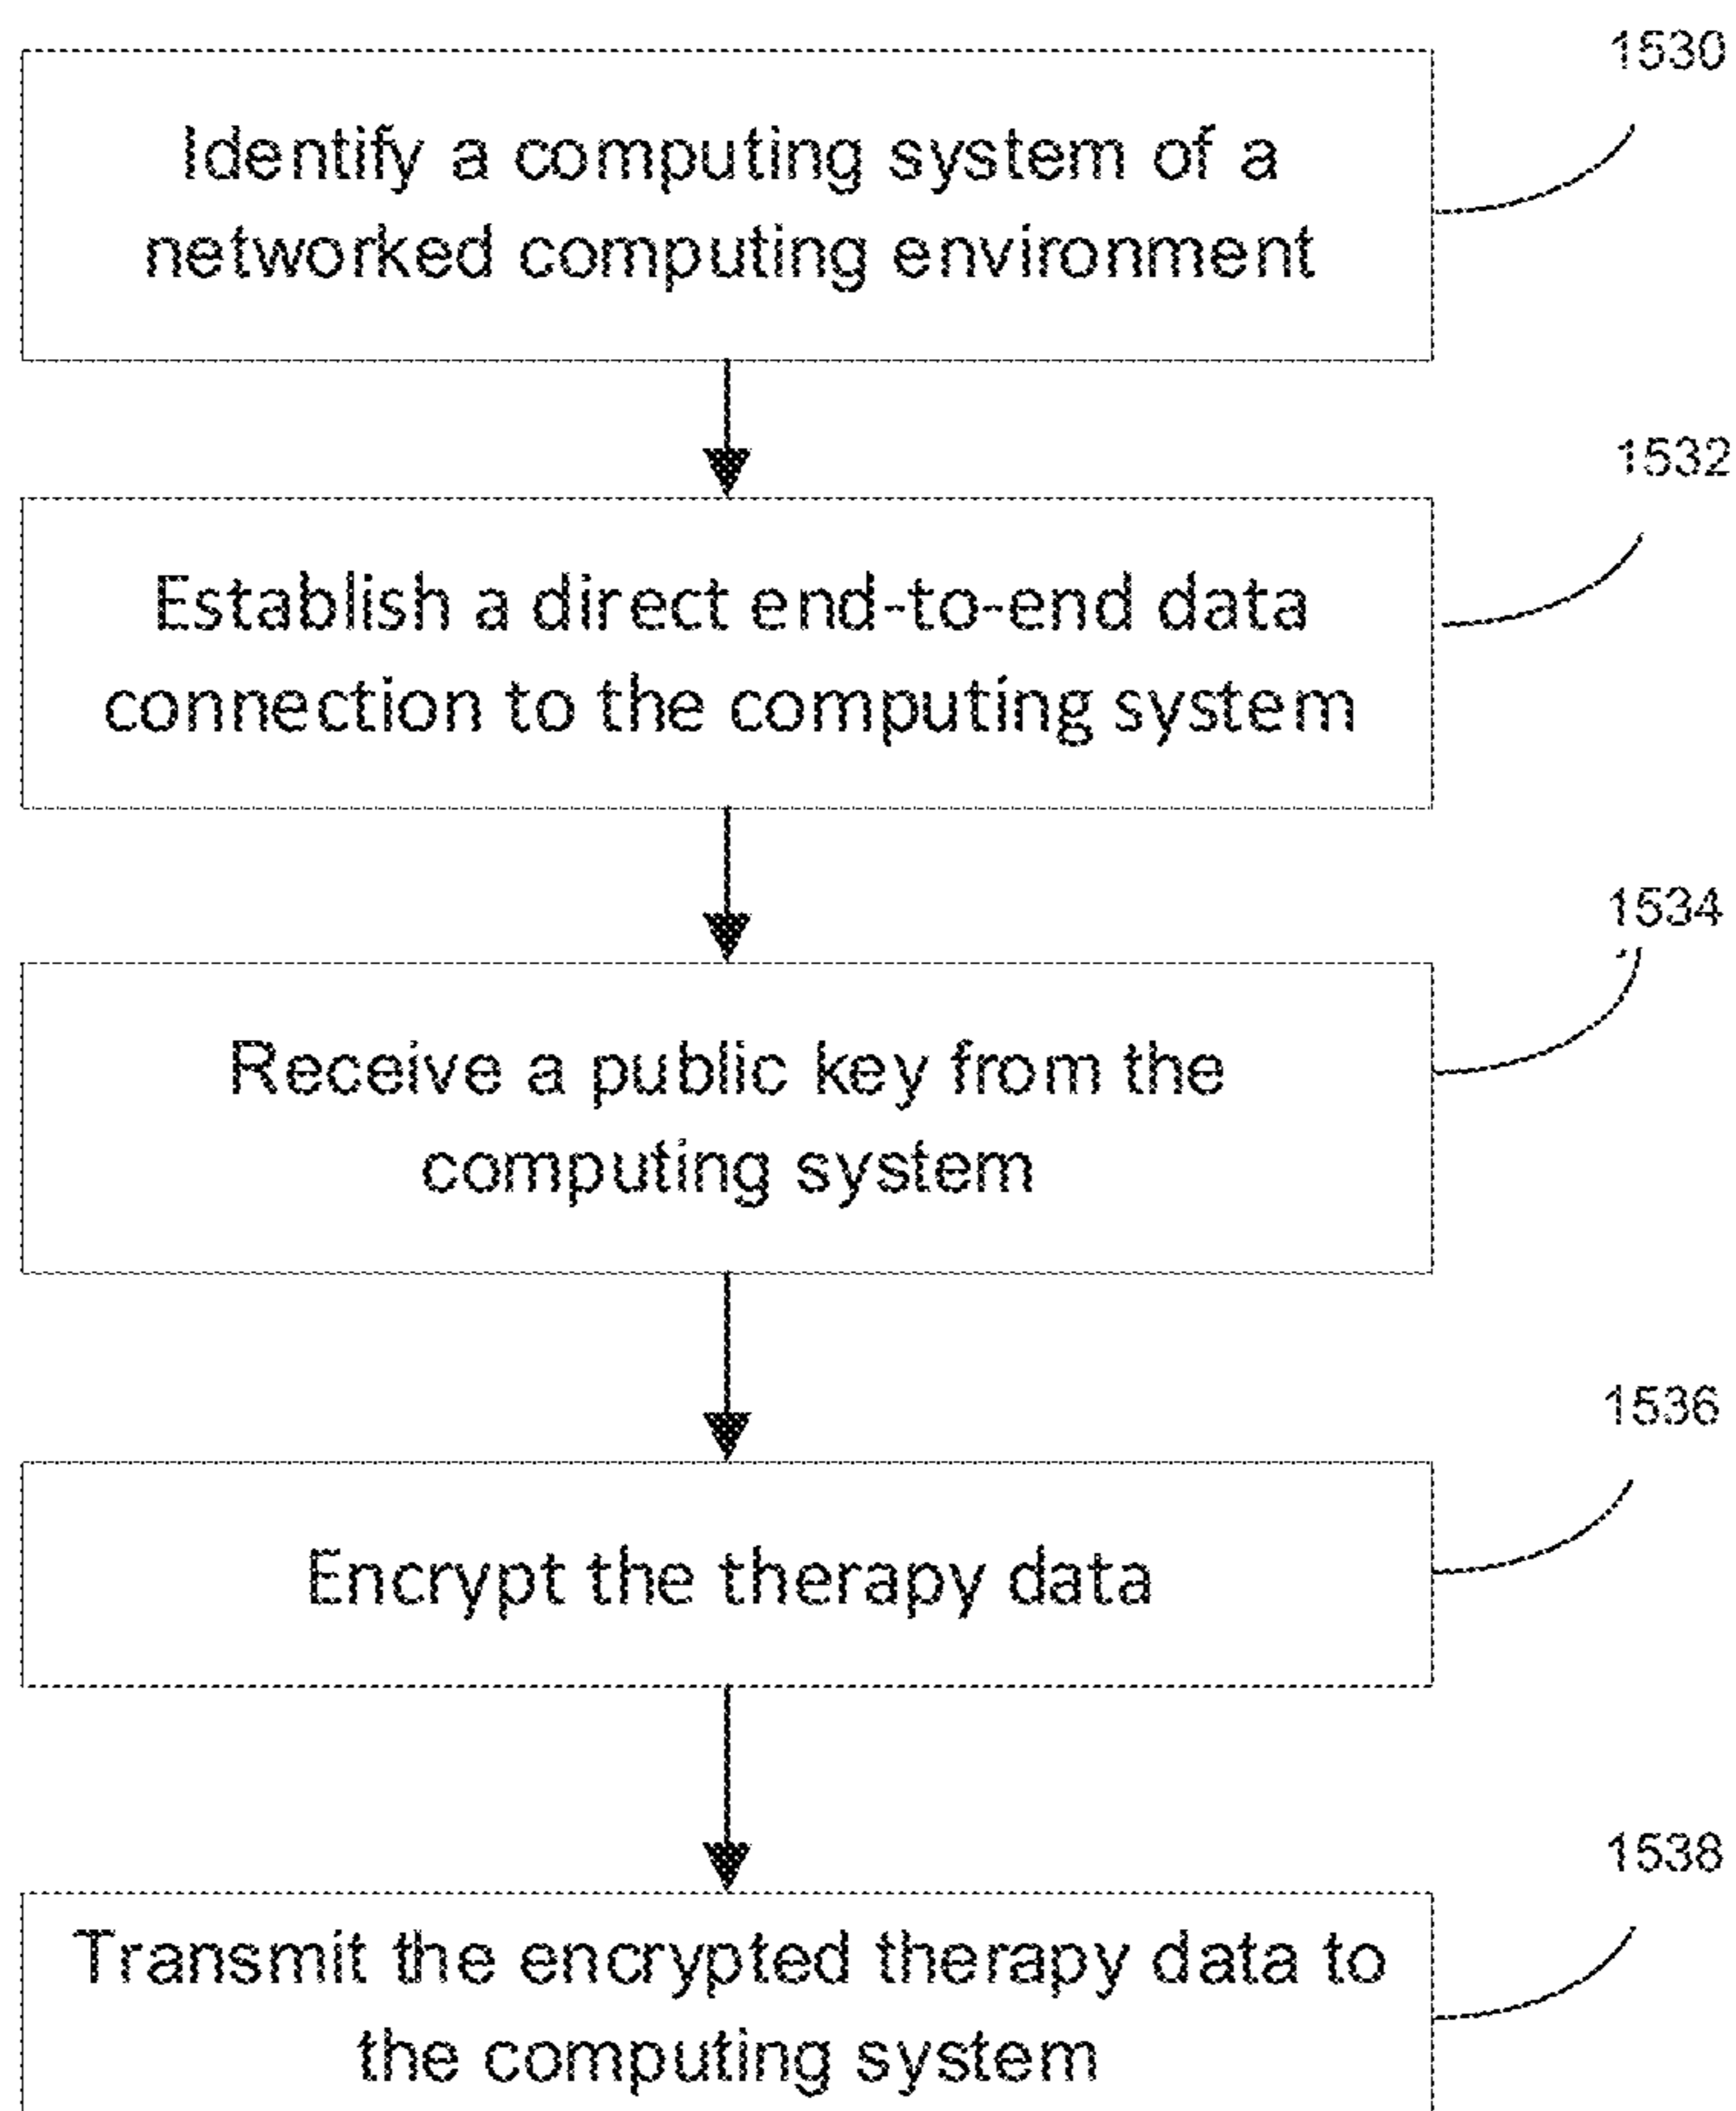 1530
Identify a computing system of a
networked computing environment
1532
Establish a direct end-to-end data
connection to the computing system
1534
Receive a public key from the
computing system
1536
Encrypt the therapy data
1538
Transmit the encrypted therapy data to
the computing system